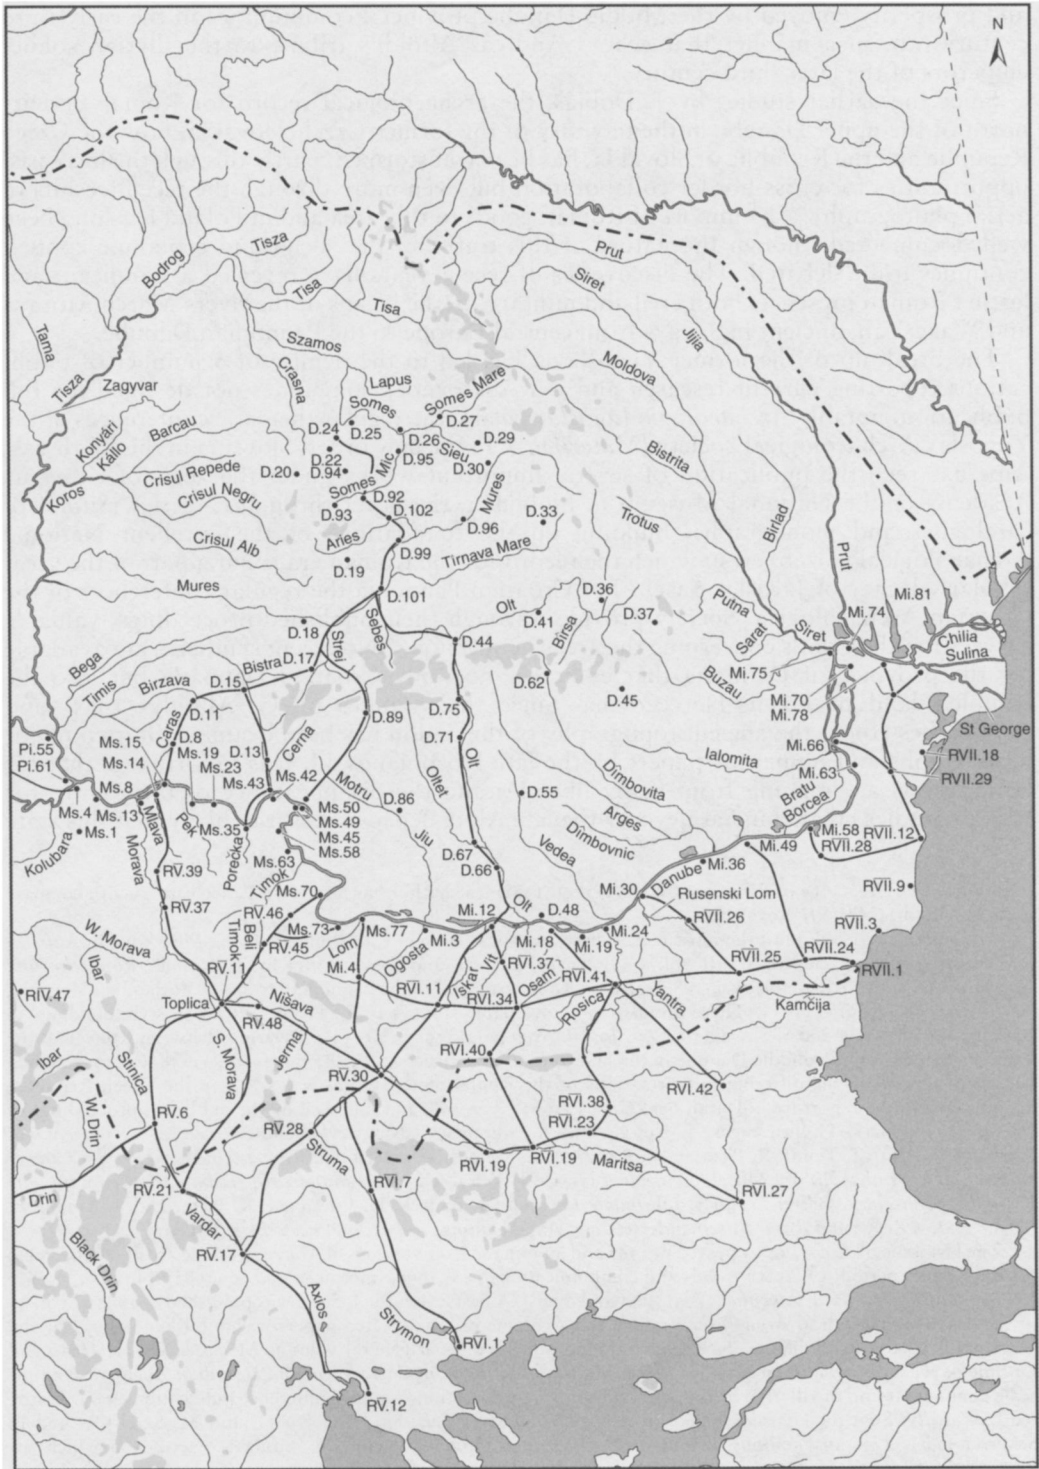 N
Tisza
Bodrog
Tisa
Tisa
Prut
Siret
Jijia
Tarna
Tisza
Zagyvar
Szamos
Crasna
Lapus
Somes
Somes Mare
Moldova
Konyári
Kálio
Barcau
D.24
D.25
D.27
D.26
Sieu
D.29
D.22
D.95
D.20
D.94
D.30
Bistrita
Koros
Crisul Repede
Crisul Negru
Somes Mic
D.92
D.93
D.102
Mures
D.96
D.33
Trotus
Birlad
Crisul Alb
Aries
D.99
Prut
D.19
Tirnava Mare
Mures
D.101
Sebes
Olt
D.41
D.36
Birsa
D.37
Putna
Sarat
Siret
Mi.74
Mi.81
Chilia
Sulina
D.18
Strei
D.44
Mi.75
Bega
Timis
Bistra
D.17
Birzava
D.15
D.62
D.45
Buzau
Mi.70
Mi.78
D.11
Caras
D.89
D.75
St George
Pi.55
Pi.61
Ms.15
D.8
Ms.19
D.13
Cerna
D.71
Olt
Mi.66
RVII.18
Ialomita
Ms.14
Ms.23
Ms.8
Ms.43
Ms.42
Motru
Oltet
Dîmbovita
Mi.63
RVII.29
Ms.4
Ms.13
Ms.1
Mlava
Pek
Ms.50
Ms.49
Ms.45
Ms.58
D.86
D.55
Arges
Bratu
Borcea
Kolubara
Morava
Ms.35
Porečka
Jiu
Dîmbovnic
Mi.58
RVII.12
RVII.28
Ms.63
D.67
Vedea
Mi.49
Mi.36
RV.39
Timok
D.66
Danube
RVII.9
Mi.30
RV.37
Ms.70
RV.46
Olt
D.48
Rusenski Lom
RVII.26
RVII.3
W. Morava
Beli
Timok
Ms.73
Mi.12
RV.45
Lom
Ms.77
Mi.3
Mi.18
Mi.24
Mi.19
RVII.24
Ibar
RV.11
Ogosta
Mi.4
Vit
RVI.37
RVI.41
RVII.25
RVII.1
Iskar
RVI.11
Osam
RIV.47
Toplica
Nišava
RVI.34
Rosica
Yantra
Kamčija
RV.48
Jerma
Ibar
Stinica
S. Morava
RVI.40
RV.30
RVI.42
W. Drin
RV.6
RVI.38
RV.28
RVI.23
Struma
RVI.19
RVI.19
Maritsa
Drin
RV.21
RVI.7
RVI.27
Vardar
Black Drin
RV.17
Axios
Strymon
RVI.1
RV.12